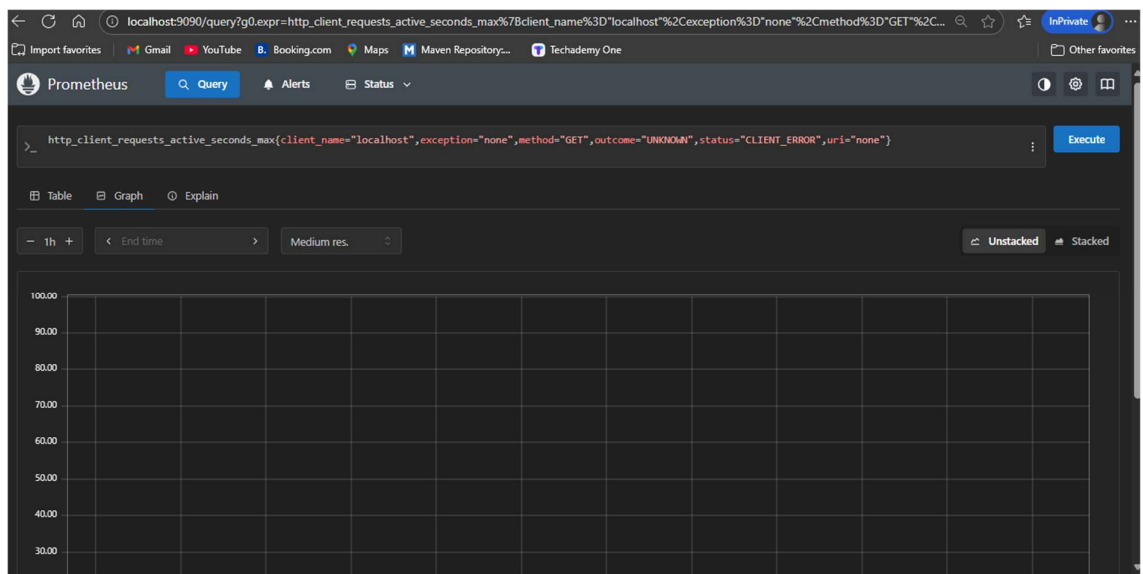 localhost:9090/query?g0.expr=http_client_requests_active_seconds_max%7Bclient_name%3D"localhost"%2Cexception%3D"none"%2Cmethod%3D"GET"%2C...
InPrivate
Import favorites
Gmail
YouTube
B. Booking.com
Maps
M Maven Repository:...
T Techademy One
Other favorites
Prometheus
Query
Alerts
Status
>_ http_client_requests_active_seconds_max{client_name="localhost",exception="none",method="GET",outcome="UNKNOWN",status="CLIENT_ERROR",uri="none"}
Execute
Table
Graph
Explain
− 1h +
< End time >
Medium res.
Unstacked
Stacked
100.00
90.00
80.00
70.00
60.00
50.00
40.00
30.00